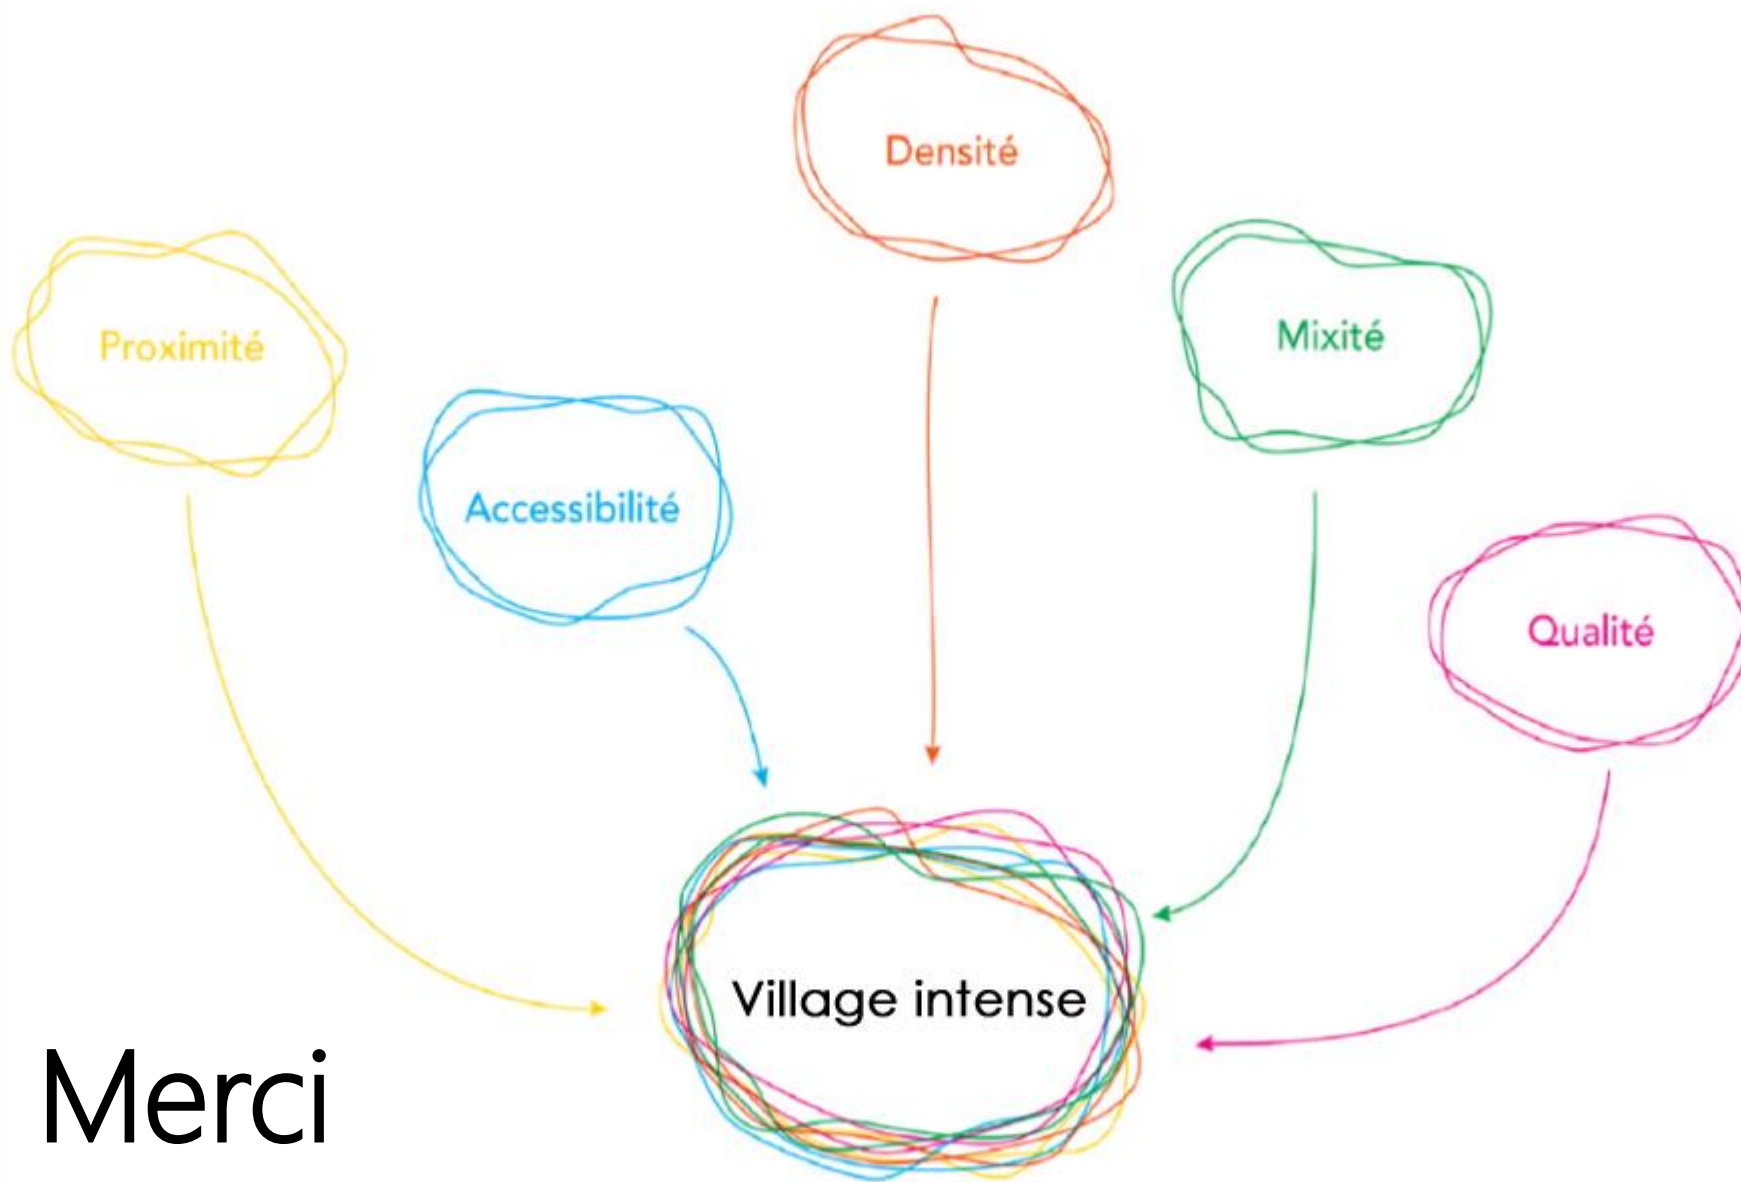 Densité
Proximité
Mixité
Accessibilité
Qualité
Village intense
Merci